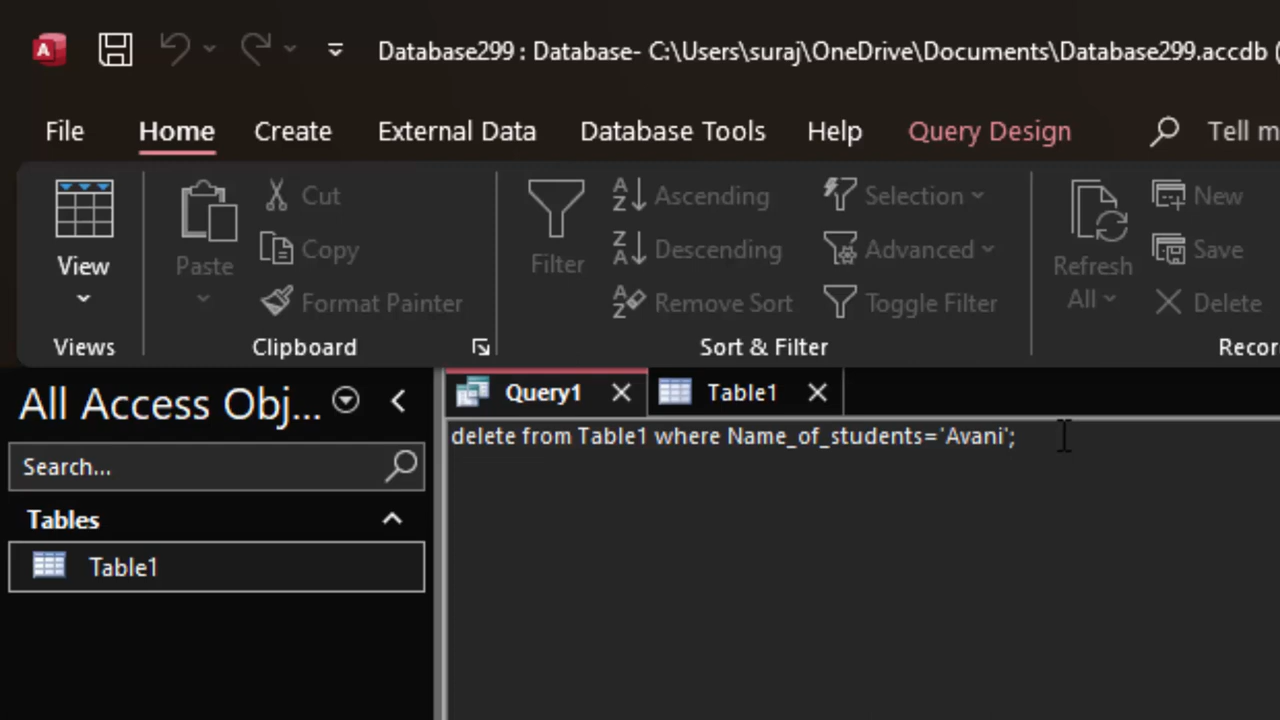 A
Database299 : Database- C:\Users\suraj\OneDrive\Documents\Database299.accdb (
File Home Create External Data Database Tools Help Query Design Tell m
View
Views
Paste
Cut
Copy
Format Painter
Clipboard
Filter
Ascending
Descending
Remove Sort
Selection
Advanced
Toggle Filter
Sort & Filter
Refresh
All
New
Save
Delete
Recor
All Access Obj...
Search...
Tables
Table1
Query1 Table1
delete from Table1 where Name_of_students='Avani';